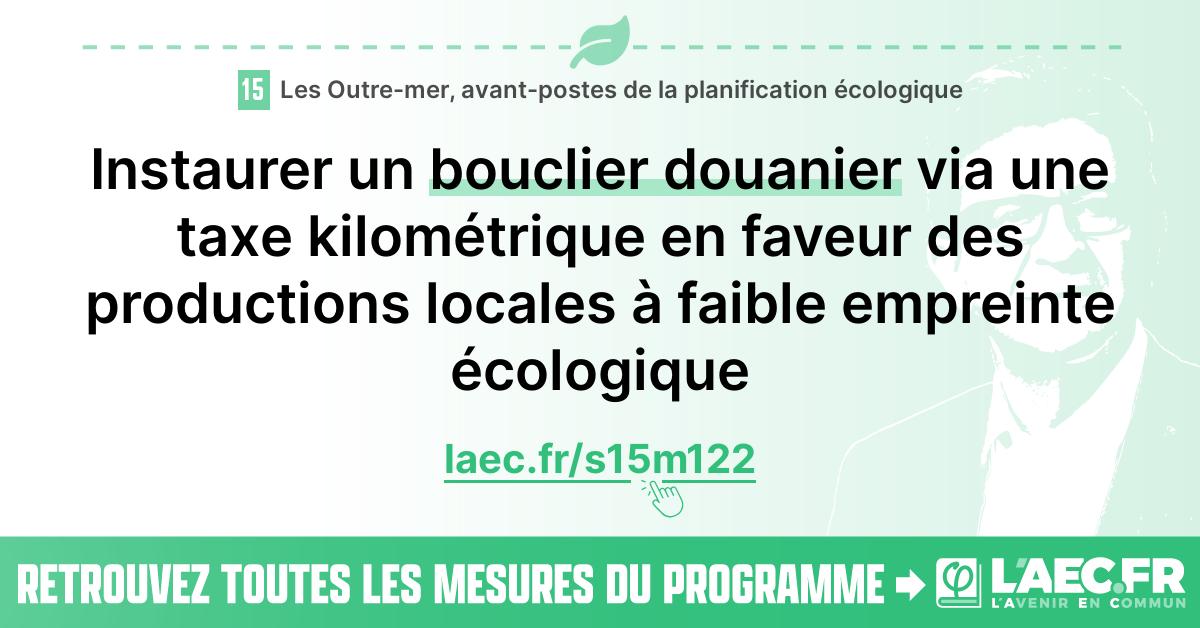 15 Les Outre-mer, avant-postes de la planification écologique
Instaurer un bouclier douanier via une
taxe kilométrique en faveur des
productions locales à faible empreinte
écologique
laec.fr/s15m122
RETROUVEZ TOUTES LES MESURES DU PROGRAMME φ L'AEC.FR
L'AVENIR EN COMMUN